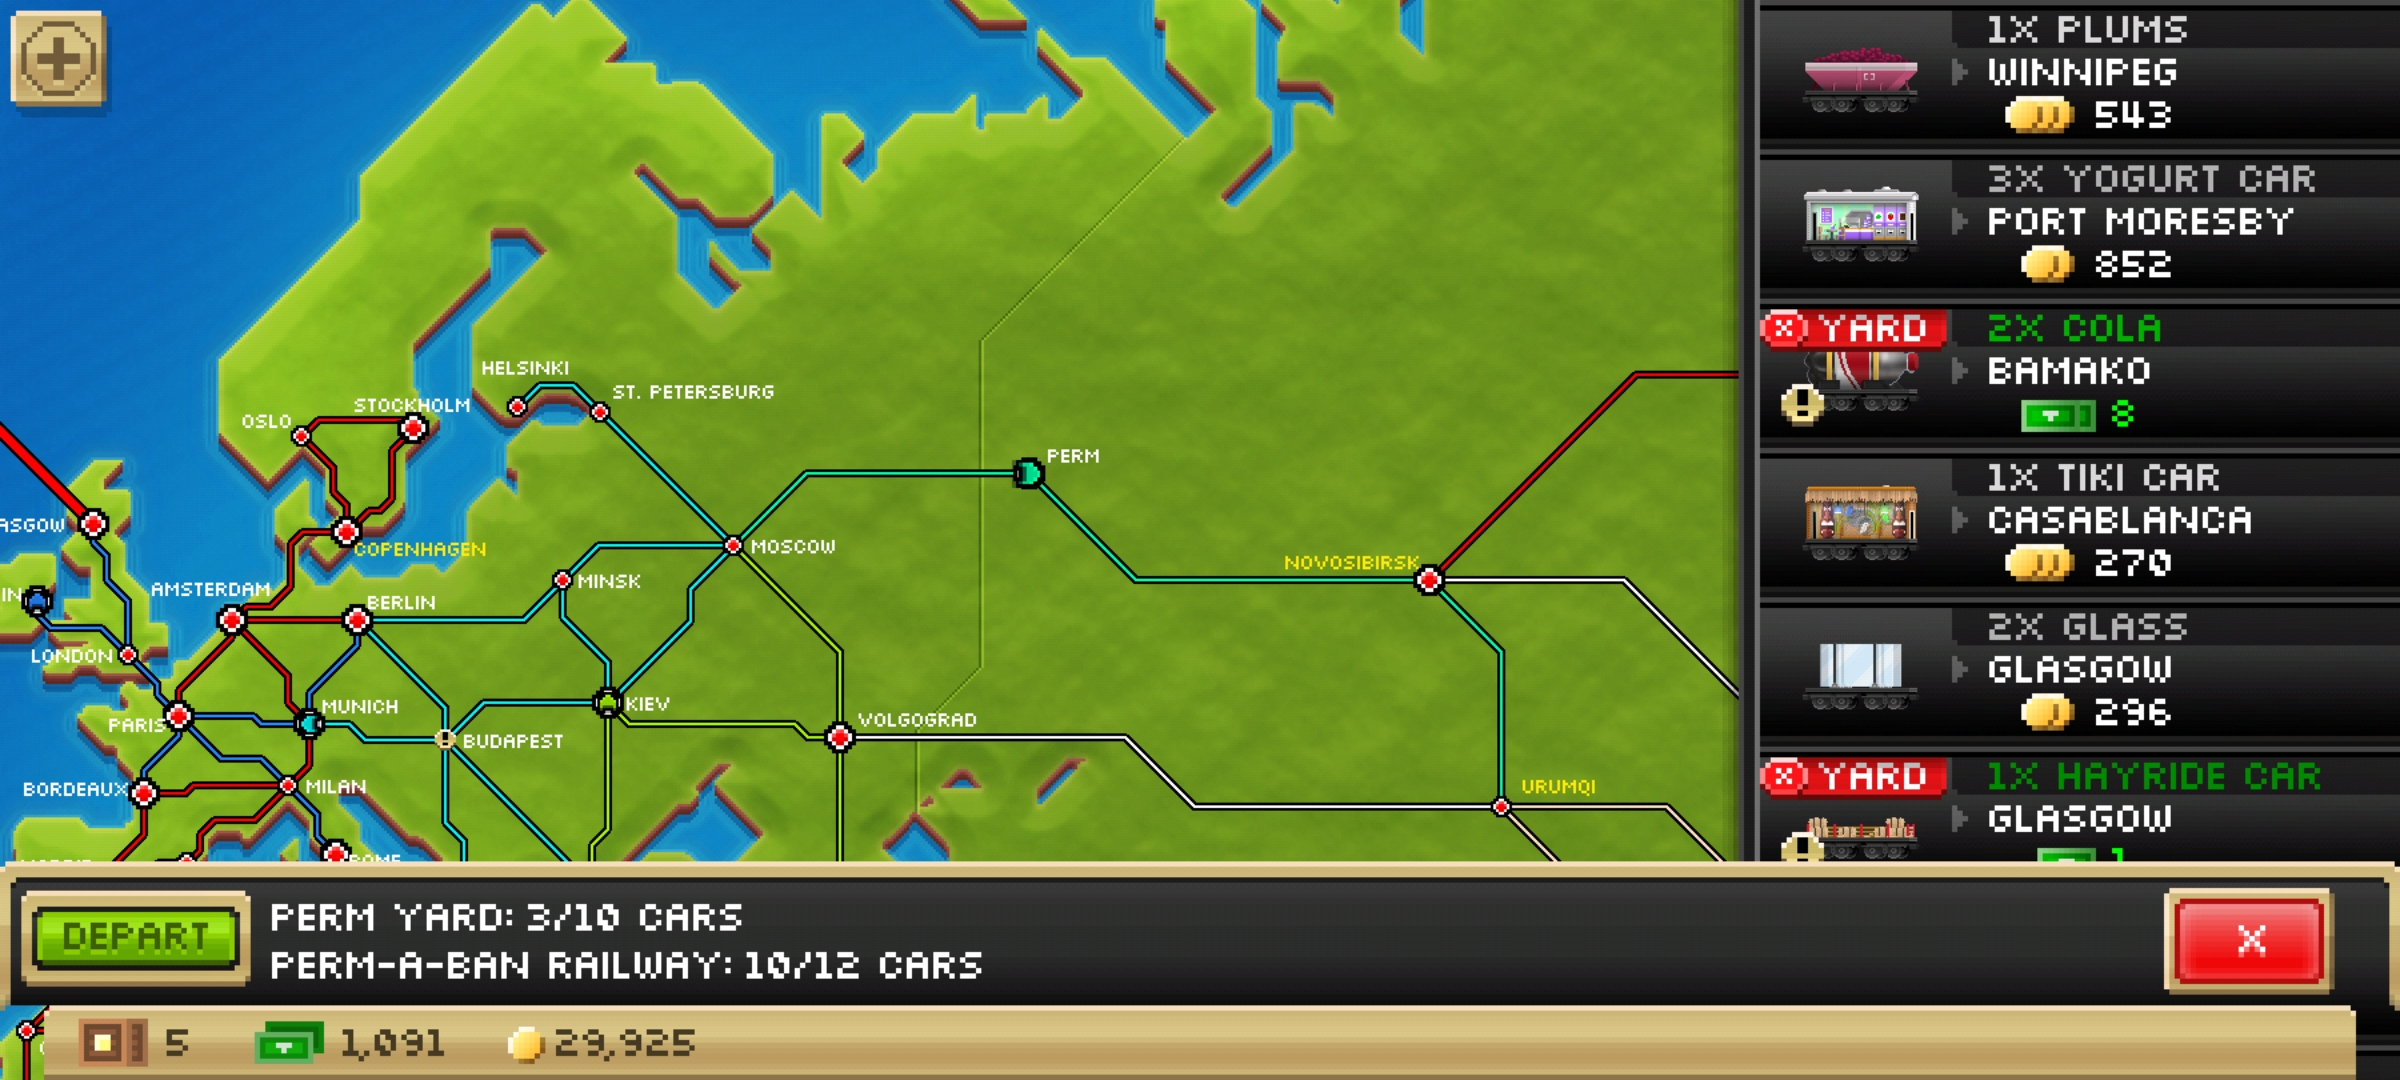 HELSINKI
ST. PETERSBURG
STOCKHOLM
OSLO
PERM
ASGOW
COPENHAGEN
MOSCOW
NOVOSIBIRSK
MINSK
AMSTERDAM
IN
BERLIN
LONDON
MUNICH
KIEV
PARIS
VOLGOGRAD
BUDAPEST
BORDEAUX
MILAN
URUMQI
ROME
1X PLUMS
WINNIPEG
543
3X YOGURT CAR
PORT MORESBY
852
YARD
2X COLA
BAMAKO
8
1X TIKI CAR
CASABLANCA
270
2X GLASS
GLASGOW
296
YARD
1X HAYRIDE CAR
GLASGOW
1
DEPART
PERM YARD: 3/10 CARS
PERM-A-BAN RAILWAY: 10/12 CARS
X
5
1,091
29,925